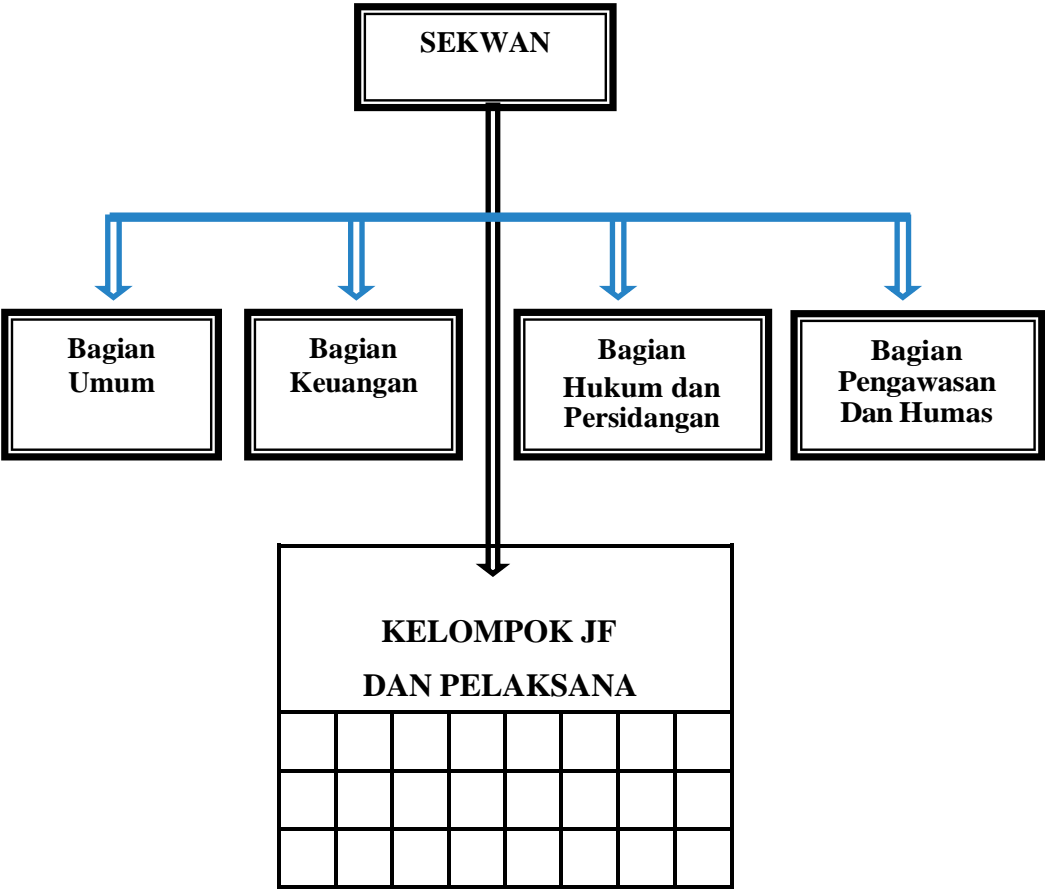 SEKWAN
Bagian
Umum
Bagian
Keuangan
Bagian
Hukum dan
Persidangan
Bagian
Pengawasan
Dan Humas
KELOMPOK JF
DAN PELAKSANA